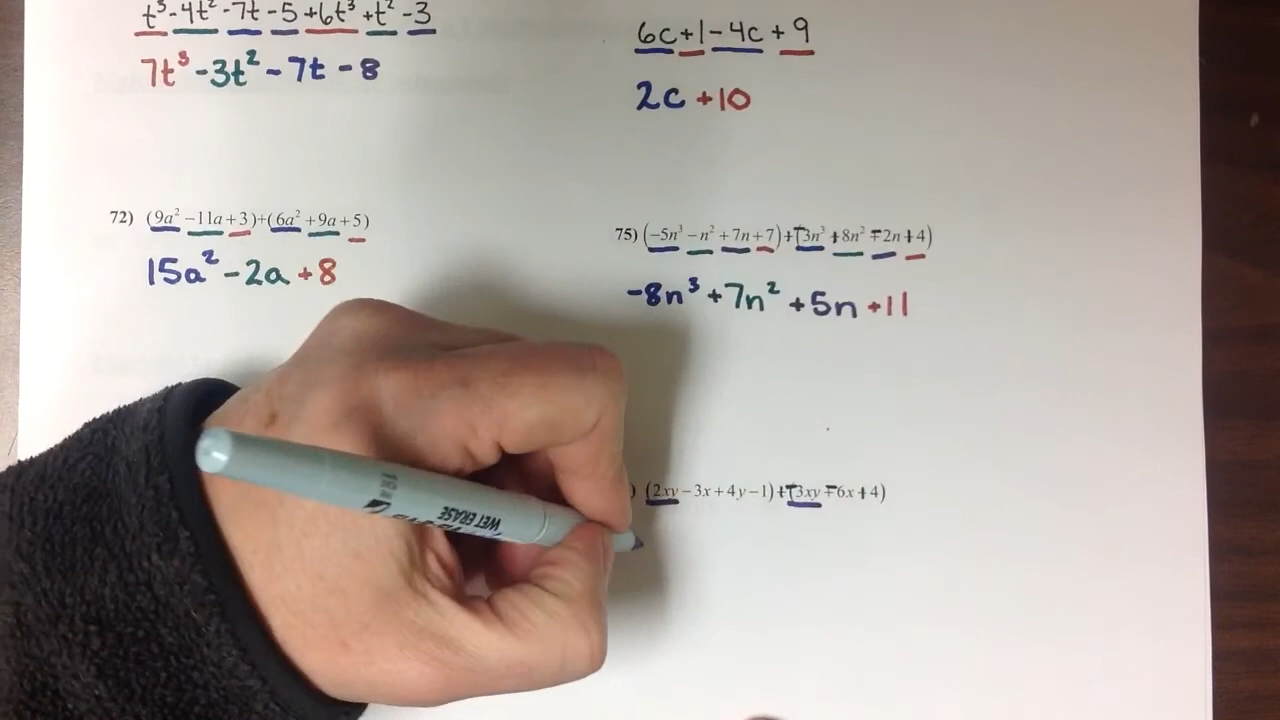 t³-4t²-7t-5+6t³+t²-3
7t³-3t²-7t-8
6c+1-4c+9
2c+10
72) (9a²-11a+3)+(6a²+9a+5)
15a²-2a+8
75) (-5n³-n²+7n+7)+(-3n³+8n²-2n+4)
-8n³+7n²+5n+11
) (2xy-3x+4y-1)+(-3xy-6x+4)
WET ERASE